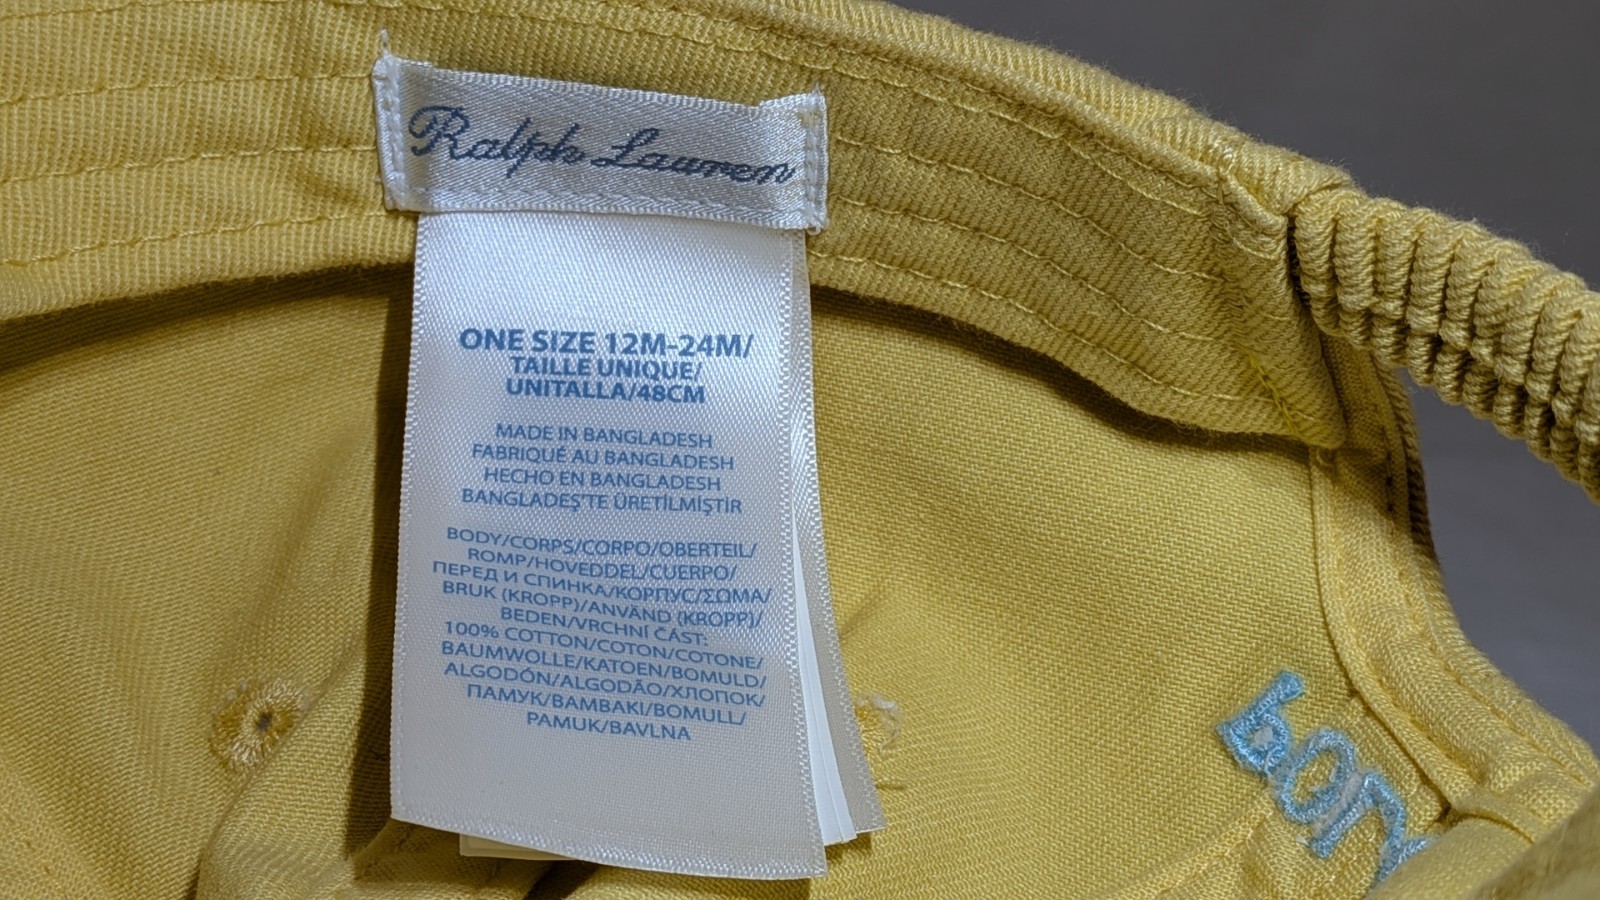 Ralph Lauren
ONE SIZE 12M-24M/
TAILLE UNIQUE/
UNITALLA/48CM
MADE IN BANGLADESH
FABRIQUÉ AU BANGLADESH
HECHO EN BANGLADESH
BANGLADEŞ'TE ÜRETİLMİŞTİR
BODY/CORPS/CORPO/OBERTEIL/
ROMP/HOVEDDEL/CUERPO/
ПЕРЕД И СПИНКА/КОРПУС/ΣΩΜΑ/
BRUK (KROPP)/ANVÄND (KROPP)/
BEDEN/VRCHNÍ ČÁST:
100% COTTON/COTON/COTONE/
BAUMWOLLE/KATOEN/BOMULD/
ALGODÓN/ALGODÃO/ХЛОПОК/
ПАМУК/ΒΑΜΒΑΚΙ/BOMULL/
PAMUK/BAVLNA